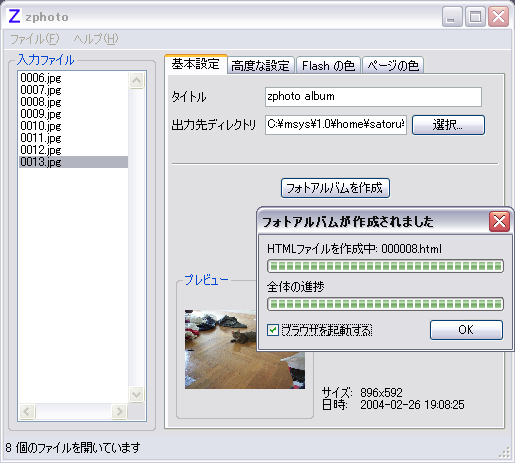 zphoto
ファイル(F) ヘルプ(H)
入力ファイル
0006.jpg
0007.jpg
0008.jpg
0009.jpg
0010.jpg
0011.jpg
0012.jpg
0013.jpg
基本設定 高度な設定 Flash の色 ページの色
タイトル zphoto album
出力先ディレクトリ C:¥msys¥1.0¥home¥satoru¥ 選択...
フォトアルバムを作成
フォトアルバムが作成されました
HTMLファイルを作成中: 000008.html
全体の進捗
ブラウザを起動する OK
プレビュー
サイズ: 896x592
日時: 2004-02-26 19:08:25
8 個のファイルを開いています